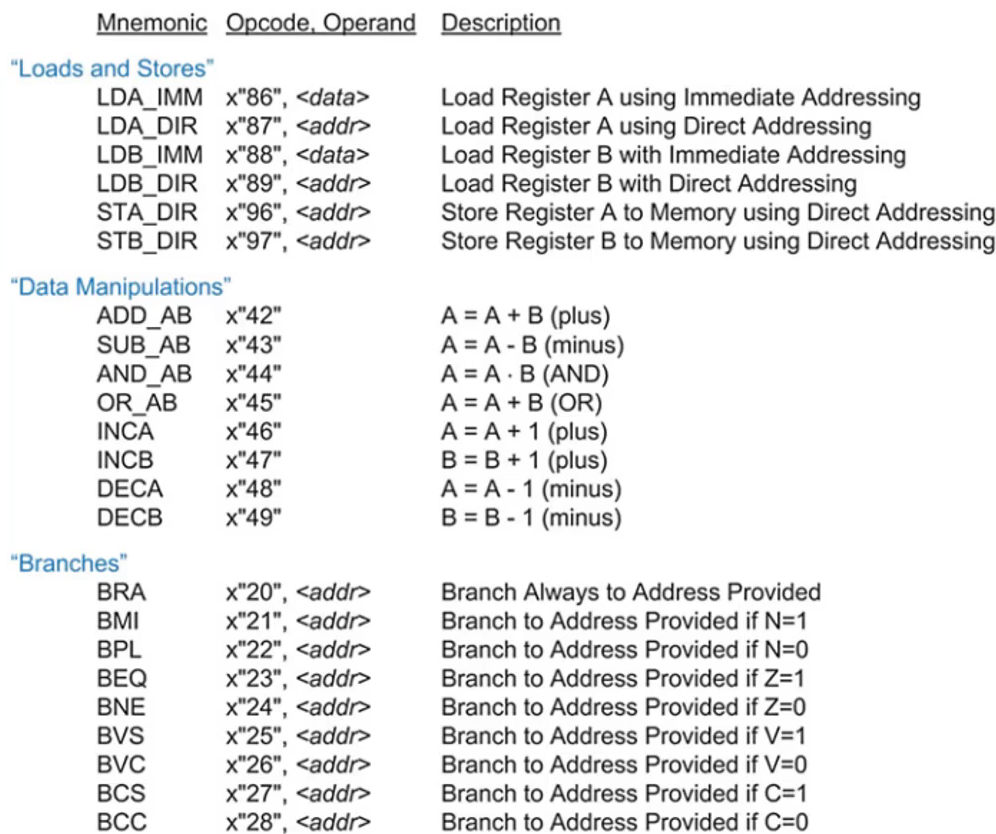 Mnemonic Opcode, Operand Description
“Loads and Stores”
LDA_IMM x"86", <data> Load Register A using Immediate Addressing
LDA_DIR x"87", <addr> Load Register A using Direct Addressing
LDB_IMM x"88", <data> Load Register B with Immediate Addressing
LDB_DIR x"89", <addr> Load Register B with Direct Addressing
STA_DIR x"96", <addr> Store Register A to Memory using Direct Addressing
STB_DIR x"97", <addr> Store Register B to Memory using Direct Addressing
“Data Manipulations”
ADD_AB x"42" A = A + B (plus)
SUB_AB x"43" A = A - B (minus)
AND_AB x"44" A = A · B (AND)
OR_AB x"45" A = A + B (OR)
INCA x"46" A = A + 1 (plus)
INCB x"47" B = B + 1 (plus)
DECA x"48" A = A - 1 (minus)
DECB x"49" B = B - 1 (minus)
“Branches”
BRA x"20", <addr> Branch Always to Address Provided
BMI x"21", <addr> Branch to Address Provided if N=1
BPL x"22", <addr> Branch to Address Provided if N=0
BEQ x"23", <addr> Branch to Address Provided if Z=1
BNE x"24", <addr> Branch to Address Provided if Z=0
BVS x"25", <addr> Branch to Address Provided if V=1
BVC x"26", <addr> Branch to Address Provided if V=0
BCS x"27", <addr> Branch to Address Provided if C=1
BCC x"28", <addr> Branch to Address Provided if C=0